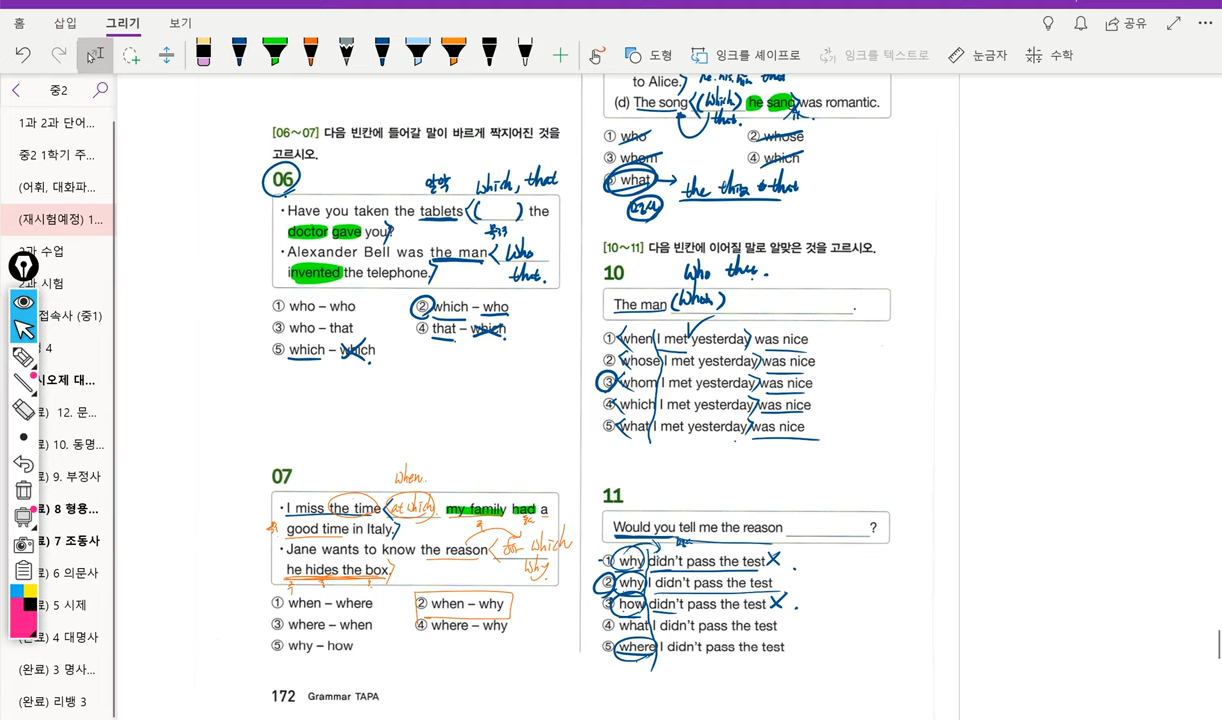 홈 삽입 그리기 보기
공유
도형 잉크를 셰이프로 잉크를 텍스트로 눈금자 수학
중2
1과 2과 단어...
중2 1학기 주...
(어휘, 대화파...
(재시험예정) 1...
2과 수업
2과 시험
접속사 (중1)
4
시오제 대...
료) 12. 문...
료) 10. 동명...
료) 9. 부정사
료) 8 형용...
료) 7 조동사
료) 6 의문사
료) 5 시제
(완료) 4 대명사
(완료) 3 명사...
(완료) 리뱅 3
[06~07] 다음 빈칸에 들어갈 말이 바르게 짝지어진 것을
고르시오.
06
which, that
• Have you taken the tablets ( ) the
doctor gave you?
• Alexander Bell was the man who
invented the telephone. that.
① who – who ② which – who
③ who – that ④ that – which
⑤ which – which
07
when.
• I miss the time at which my family had a
good time in Italy.
• Jane wants to know the reason for which
he hides the box. why.
① when – where ② when – why
③ where – when ④ where – why
⑤ why – how
172 Grammar TAPA
to Alice.
(d) The song (which) he sang was romantic.
that.
① who ② whose
③ whom ④ which
⑤ what
[10~11] 다음 빈칸에 이어질 말로 알맞은 것을 고르시오.
10
The man (whom) .
① when I met yesterday was nice
② whose I met yesterday was nice
③ whom I met yesterday was nice
④ which I met yesterday was nice
⑤ what I met yesterday was nice
11
Would you tell me the reason ?
① why didn't pass the test X
② why I didn't pass the test
③ how didn't pass the test X
④ what I didn't pass the test
⑤ where I didn't pass the test